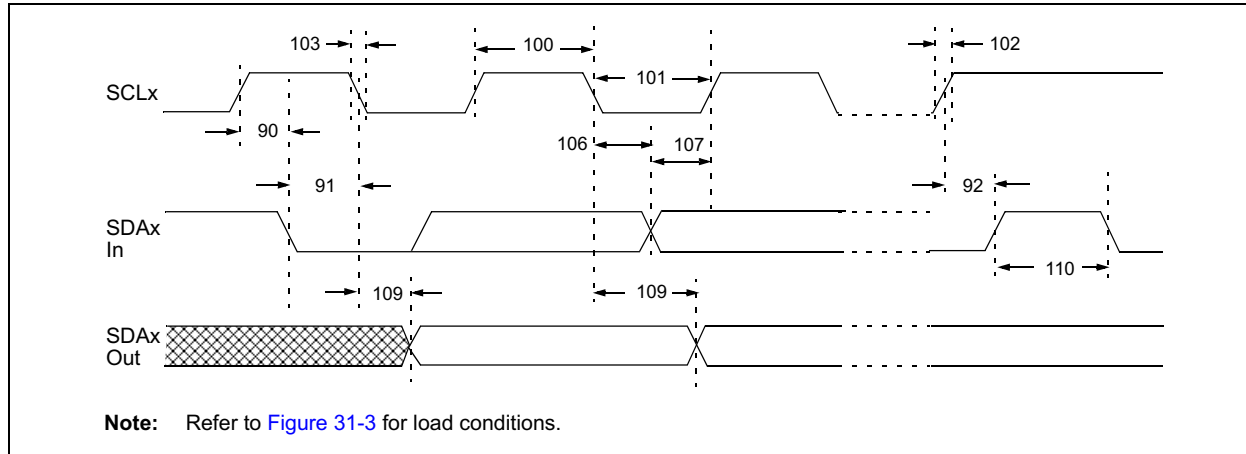 103
100
102
101
SCLx
90
106
107
91
92
SDAx
In
110
109
109
SDAx
Out
Note: Refer to Figure 31-3 for load conditions.